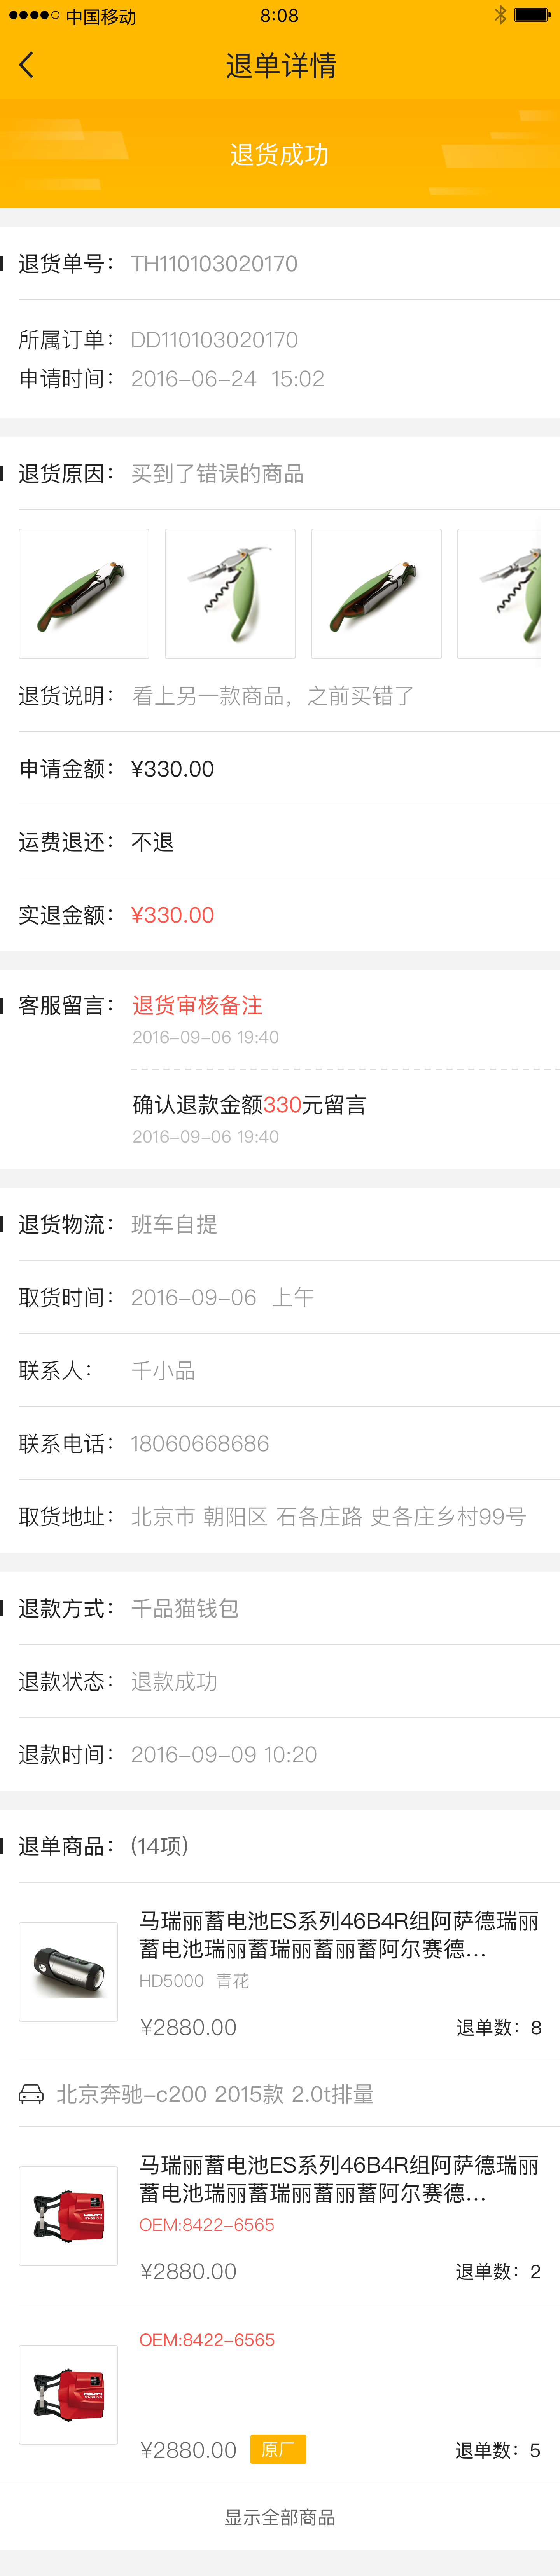 中国移动 8:08
退单详情
退货成功
退货单号： TH110103020170
所属订单： DD110103020170
申请时间： 2016-06-24 15:02
退货原因： 买到了错误的商品
退货说明： 看上另一款商品，之前买错了
申请金额： ¥330.00
运费退还： 不退
实退金额： ¥330.00
客服留言： 退货审核备注
2016-09-06 19:40
确认退款金额330元留言
2016-09-06 19:40
退货物流： 班车自提
取货时间： 2016-09-06 上午
联系人： 千小品
联系电话： 18060668686
取货地址： 北京市 朝阳区 石各庄路 史各庄乡村99号
退款方式： 千品猫钱包
退款状态： 退款成功
退款时间： 2016-09-09 10:20
退单商品： (14项)
马瑞丽蓄电池ES系列46B4R组阿萨德瑞丽
蓄电池瑞丽蓄瑞丽蓄丽蓄阿尔赛德...
HD5000 青花
¥2880.00 退单数：8
北京奔驰-c200 2015款 2.0t排量
马瑞丽蓄电池ES系列46B4R组阿萨德瑞丽
蓄电池瑞丽蓄瑞丽蓄丽蓄阿尔赛德...
OEM:8422-6565
¥2880.00 退单数：2
OEM:8422-6565
¥2880.00 原厂 退单数：5
显示全部商品